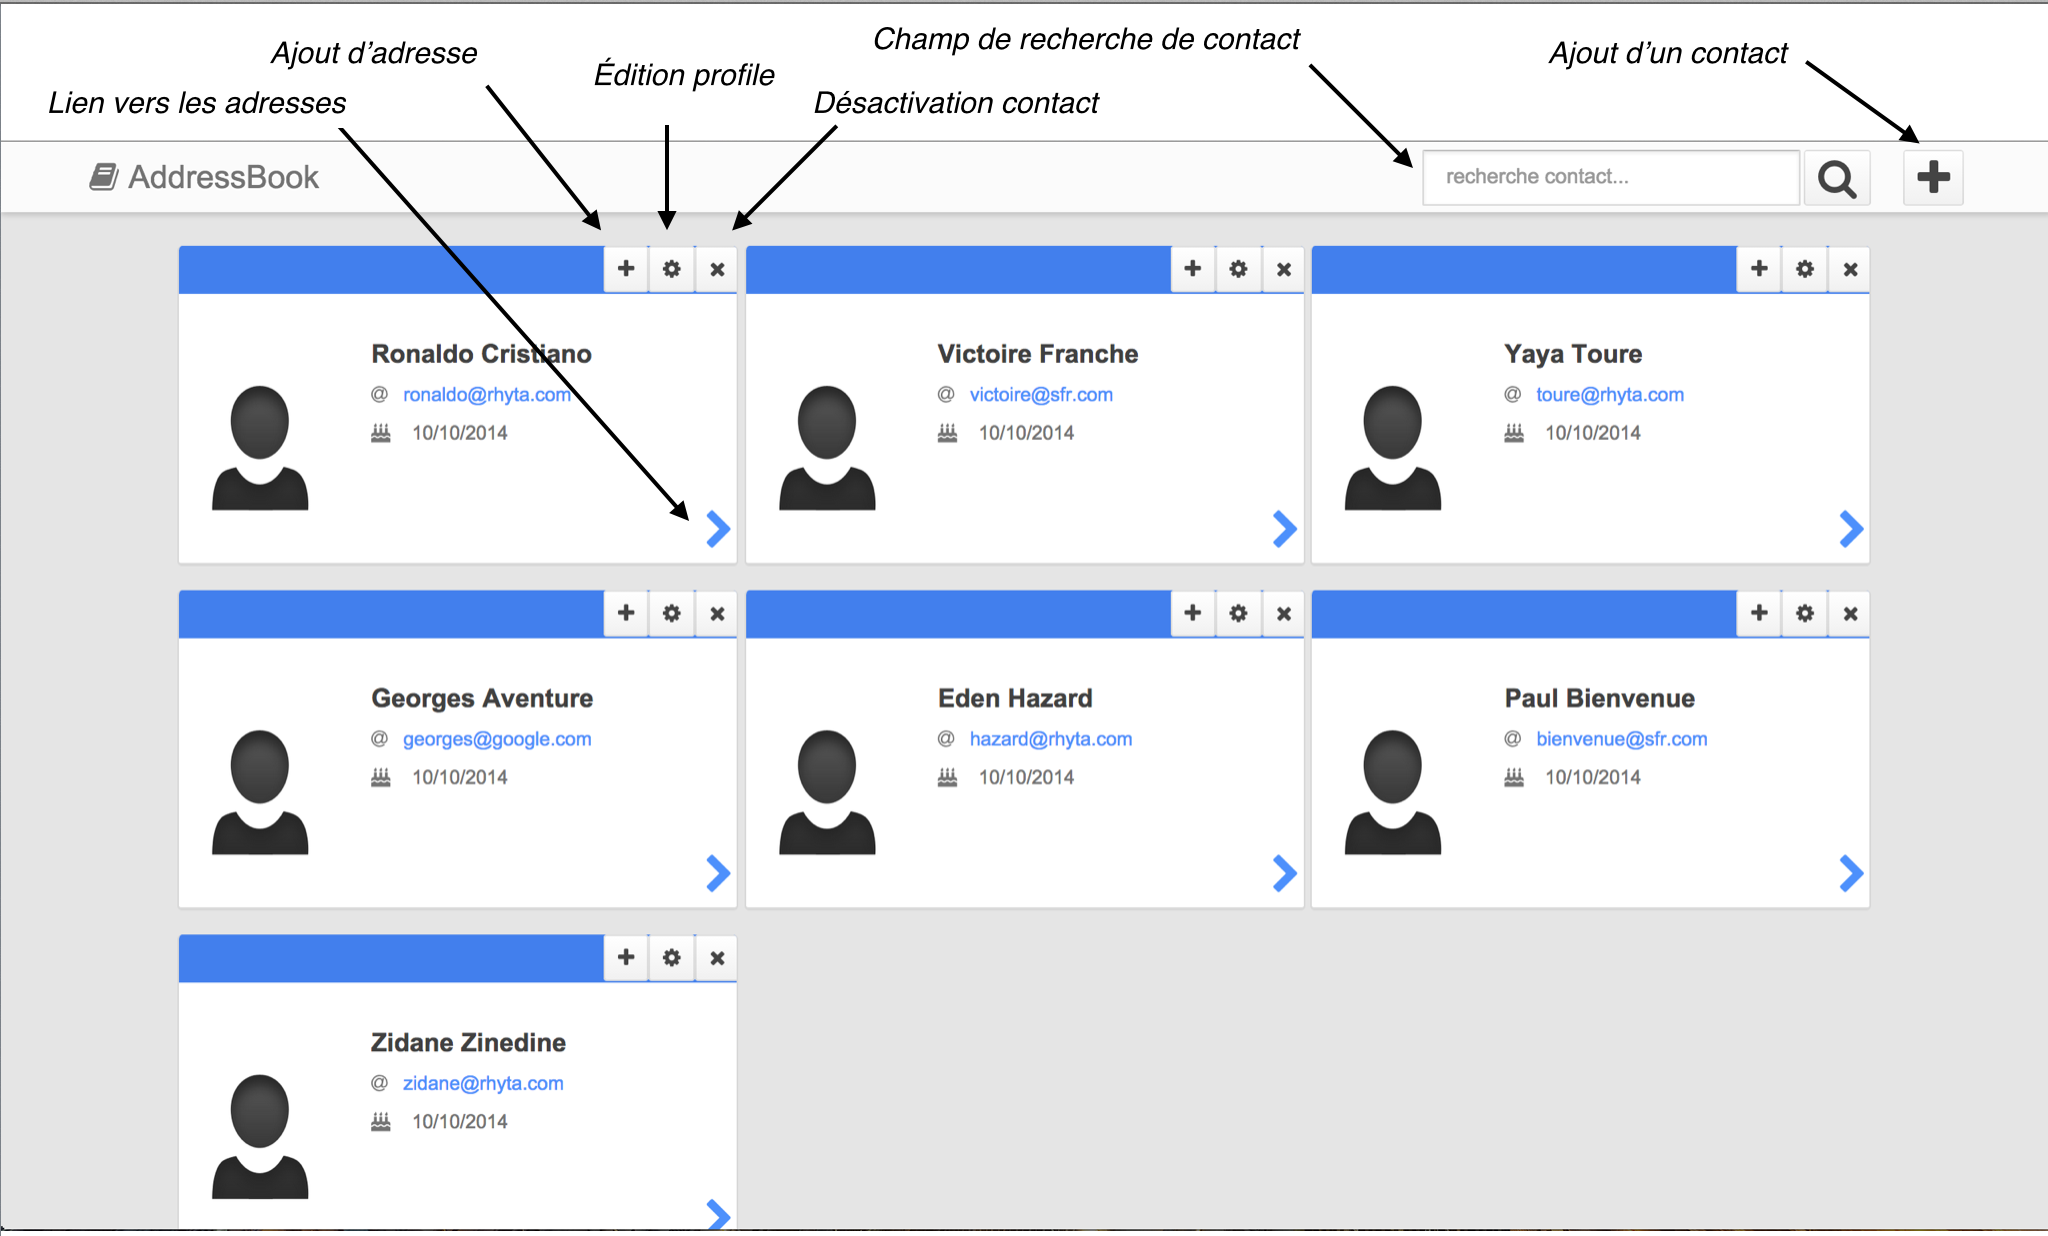 Ajout d’adresse
Édition profile
Champ de recherche de contact
Ajout d’un contact
Lien vers les adresses
Désactivation contact
AddressBook
recherche contact...
Ronaldo Cristiano
@ ronaldo@rhyta.com
10/10/2014
Victoire Franche
@ victoire@sfr.com
10/10/2014
Yaya Toure
@ toure@rhyta.com
10/10/2014
Georges Aventure
@ georges@google.com
10/10/2014
Eden Hazard
@ hazard@rhyta.com
10/10/2014
Paul Bienvenue
@ bienvenue@sfr.com
10/10/2014
Zidane Zinedine
@ zidane@rhyta.com
10/10/2014